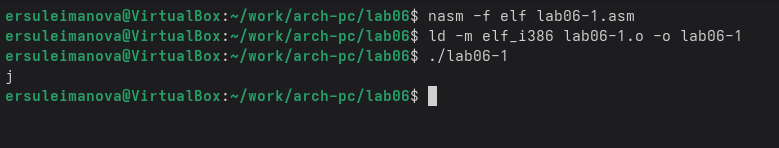 ersuleimanova@VirtualBox:~/work/arch-pc/lab06$ nasm -f elf lab06-1.asm
ersuleimanova@VirtualBox:~/work/arch-pc/lab06$ ld -m elf_i386 lab06-1.o -o lab06-1
ersuleimanova@VirtualBox:~/work/arch-pc/lab06$ ./lab06-1
j
ersuleimanova@VirtualBox:~/work/arch-pc/lab06$